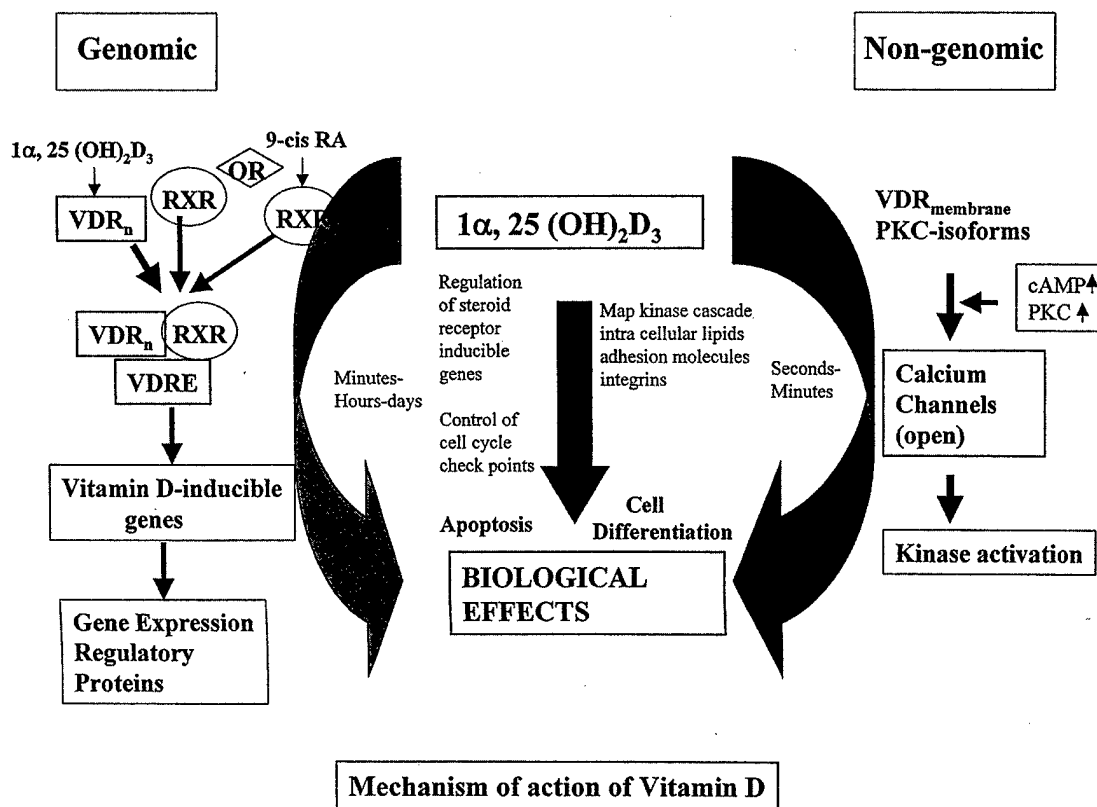 Genomic
Non-genomic
1α, 25 (OH)₂D₃
9-cis RA
OR
RXR
RXR
VDRₙ
VDRₙ
RXR
VDRE
Vitamin D-inducible
genes
Gene Expression
Regulatory
Proteins
Minutes-
Hours-days
1α, 25 (OH)₂D₃
Regulation
of steroid
receptor
inducible
genes
Control of
cell cycle
check points
Map kinase cascade
intra cellular lipids
adhesion molecules
integrins
Apoptosis
Cell
Differentiation
BIOLOGICAL
EFFECTS
Seconds-
Minutes
VDRmembrane
PKC-isoforms
cAMP
PKC
Calcium
Channels
(open)
Kinase activation
Mechanism of action of Vitamin D